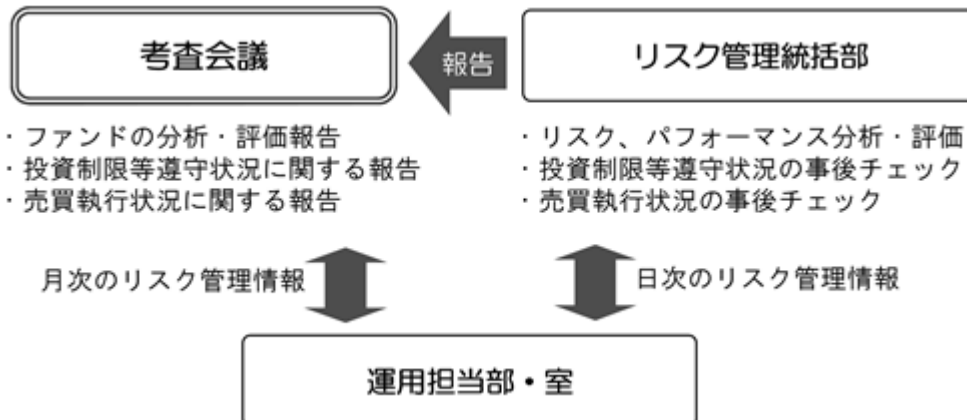 考査会議
報告
リスク管理統括部
・ファンドの分析・評価報告
・投資制限等遵守状況に関する報告
・売買執行状況に関する報告
・リスク、パフォーマンス分析・評価
・投資制限等遵守状況の事後チェック
・売買執行状況の事後チェック
月次のリスク管理情報
日次のリスク管理情報
運用担当部・室